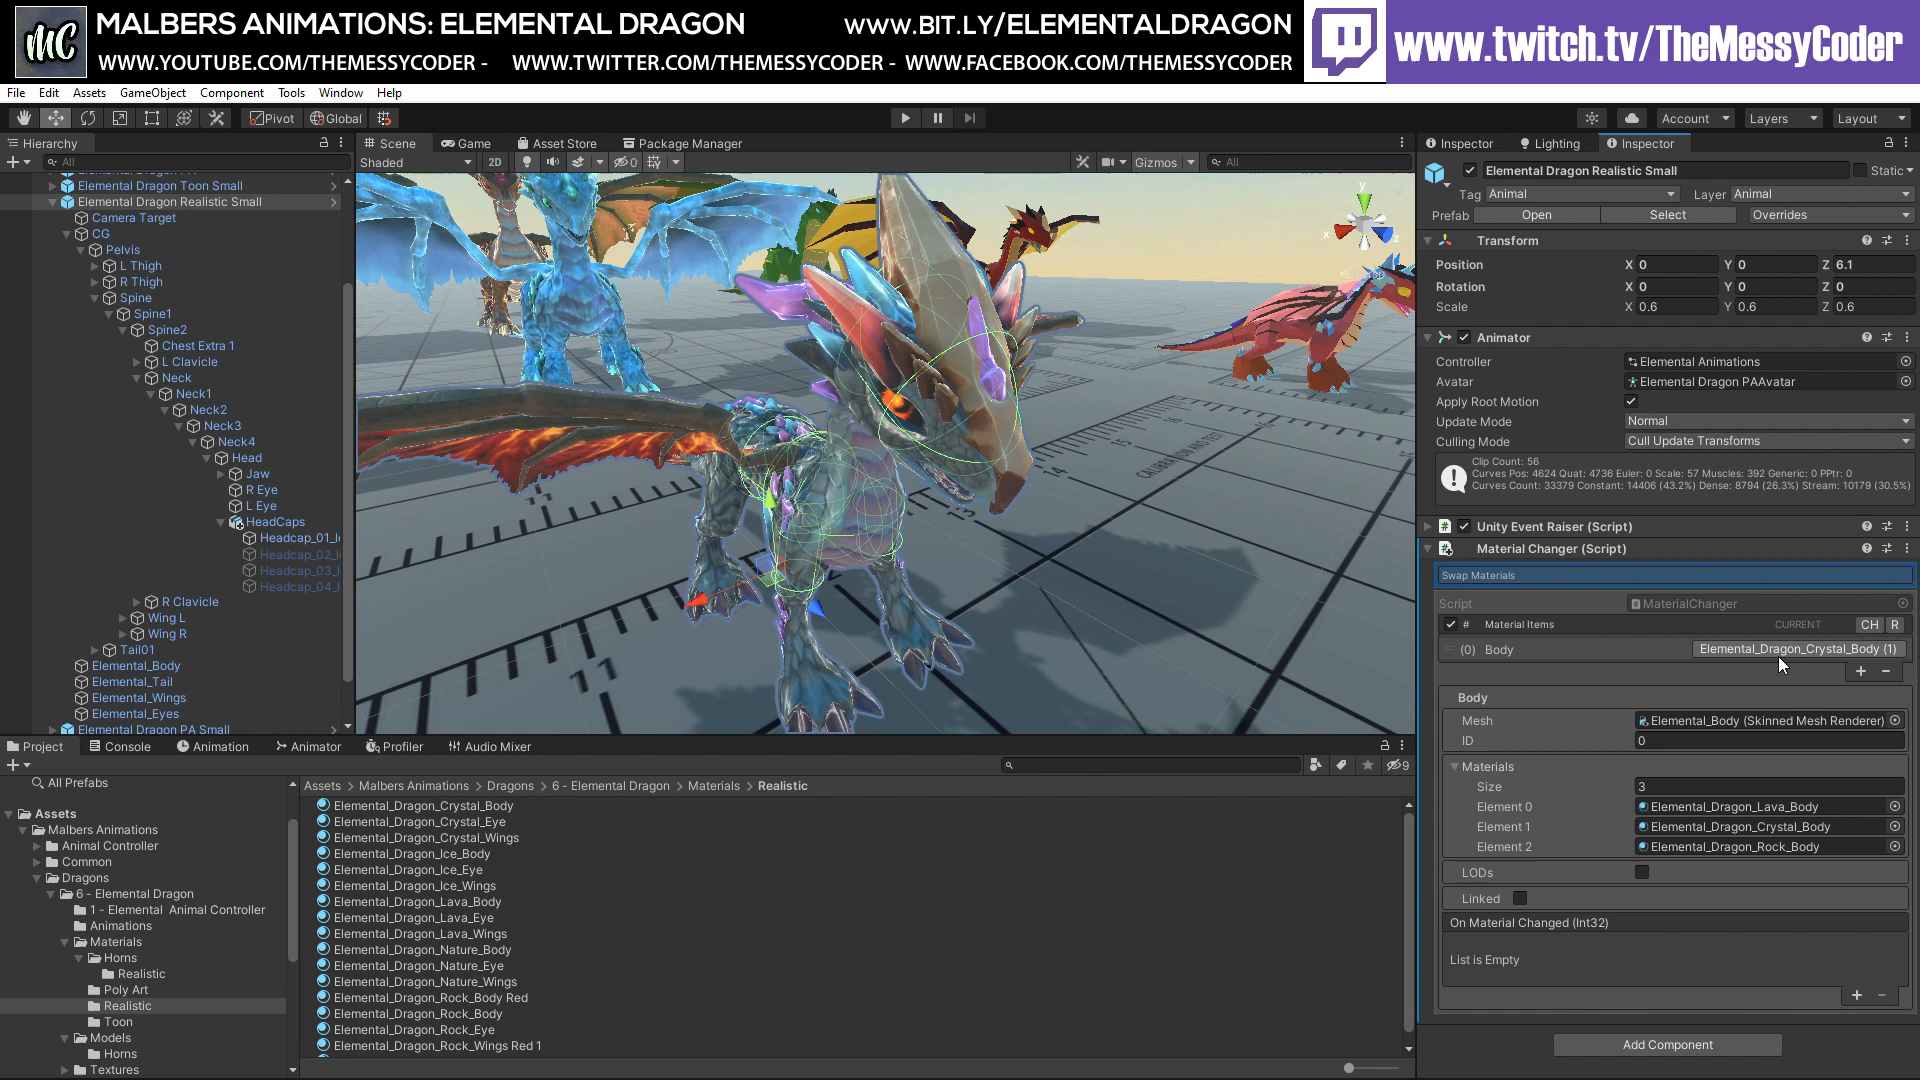 MC
MALBERS ANIMATIONS: ELEMENTAL DRAGON
WWW.BIT.LY/ELEMENTALDRAGON
WWW.YOUTUBE.COM/THEMESSYCODER - WWW.TWITTER.COM/THEMESSYCODER - WWW.FACEBOOK.COM/THEMESSYCODER
www.twitch.tv/TheMessyCoder
File Edit Assets GameObject Component Tools Window Help
Pivot Global
Account Layers Layout
Hierarchy
All
Elemental Dragon Toon Small
Elemental Dragon Realistic Small
Camera Target
CG
Pelvis
L Thigh
R Thigh
Spine
Spine1
Spine2
Chest Extra 1
L Clavicle
Neck
Neck1
Neck2
Neck3
Neck4
Head
Jaw
R Eye
L Eye
HeadCaps
Headcap_01_
Headcap_02_
Headcap_03_
Headcap_04_
R Clavicle
Wing L
Wing R
Tail01
Elemental_Body
Elemental_Tail
Elemental_Wings
Elemental_Eyes
Elemental Dragon PA Small
Scene Game Asset Store Package Manager
Shaded 2D 0 Gizmos All
y
x
z
Inspector Lighting Inspector
Elemental Dragon Realistic Small Static
Tag Animal Layer Animal
Prefab Open Select Overrides
Transform
Position X 0 Y 0 Z 6.1
Rotation X 0 Y 0 Z 0
Scale X 0.6 Y 0.6 Z 0.6
Animator
Controller Elemental Animations
Avatar Elemental Dragon PAAvatar
Apply Root Motion
Update Mode Normal
Culling Mode Cull Update Transforms
Clip Count: 56
Curves Pos: 4624 Quat: 4736 Euler: 0 Scale: 57 Muscles: 392 Generic: 0 PPtr: 0
Curves Count: 33379 Constant: 14406 (43.2%) Dense: 8794 (26.3%) Stream: 10179 (30.5%)
Unity Event Raiser (Script)
Material Changer (Script)
Swap Materials
Script MaterialChanger
# Material Items CURRENT CH R
(0) Body Elemental_Dragon_Crystal_Body (1)
Body
Mesh Elemental_Body (Skinned Mesh Renderer)
ID 0
Materials
Size 3
Element 0 Elemental_Dragon_Lava_Body
Element 1 Elemental_Dragon_Crystal_Body
Element 2 Elemental_Dragon_Rock_Body
LODs
Linked
On Material Changed (Int32)
List is Empty
Add Component
Project Console Animation Animator Profiler Audio Mixer
9
All Prefabs
Assets
Malbers Animations
Animal Controller
Common
Dragons
6 - Elemental Dragon
1 - Elemental Animal Controller
Animations
Materials
Horns
Realistic
Poly Art
Realistic
Toon
Models
Horns
Textures
Assets > Malbers Animations > Dragons > 6 - Elemental Dragon > Materials > Realistic
Elemental_Dragon_Crystal_Body
Elemental_Dragon_Crystal_Eye
Elemental_Dragon_Crystal_Wings
Elemental_Dragon_Ice_Body
Elemental_Dragon_Ice_Eye
Elemental_Dragon_Ice_Wings
Elemental_Dragon_Lava_Body
Elemental_Dragon_Lava_Eye
Elemental_Dragon_Lava_Wings
Elemental_Dragon_Nature_Body
Elemental_Dragon_Nature_Eye
Elemental_Dragon_Nature_Wings
Elemental_Dragon_Rock_Body Red
Elemental_Dragon_Rock_Body
Elemental_Dragon_Rock_Eye
Elemental_Dragon_Rock_Wings Red 1